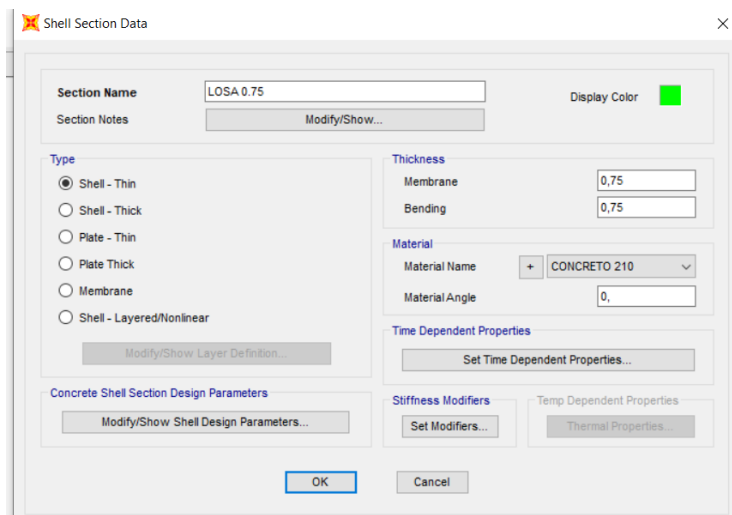 Shell Section Data
Section Name
LOSA 0.75
Display Color
Section Notes
Modify/Show...
Type
Shell - Thin
Shell - Thick
Plate - Thin
Plate Thick
Membrane
Shell - Layered/Nonlinear
Modify/Show Layer Definition...
Concrete Shell Section Design Parameters
Modify/Show Shell Design Parameters...
Thickness
Membrane
0,75
Bending
0,75
Material
Material Name
+
CONCRETO 210
Material Angle
0,
Time Dependent Properties
Set Time Dependent Properties...
Stiffness Modifiers
Set Modifiers...
Temp Dependent Properties
Thermal Properties...
OK
Cancel